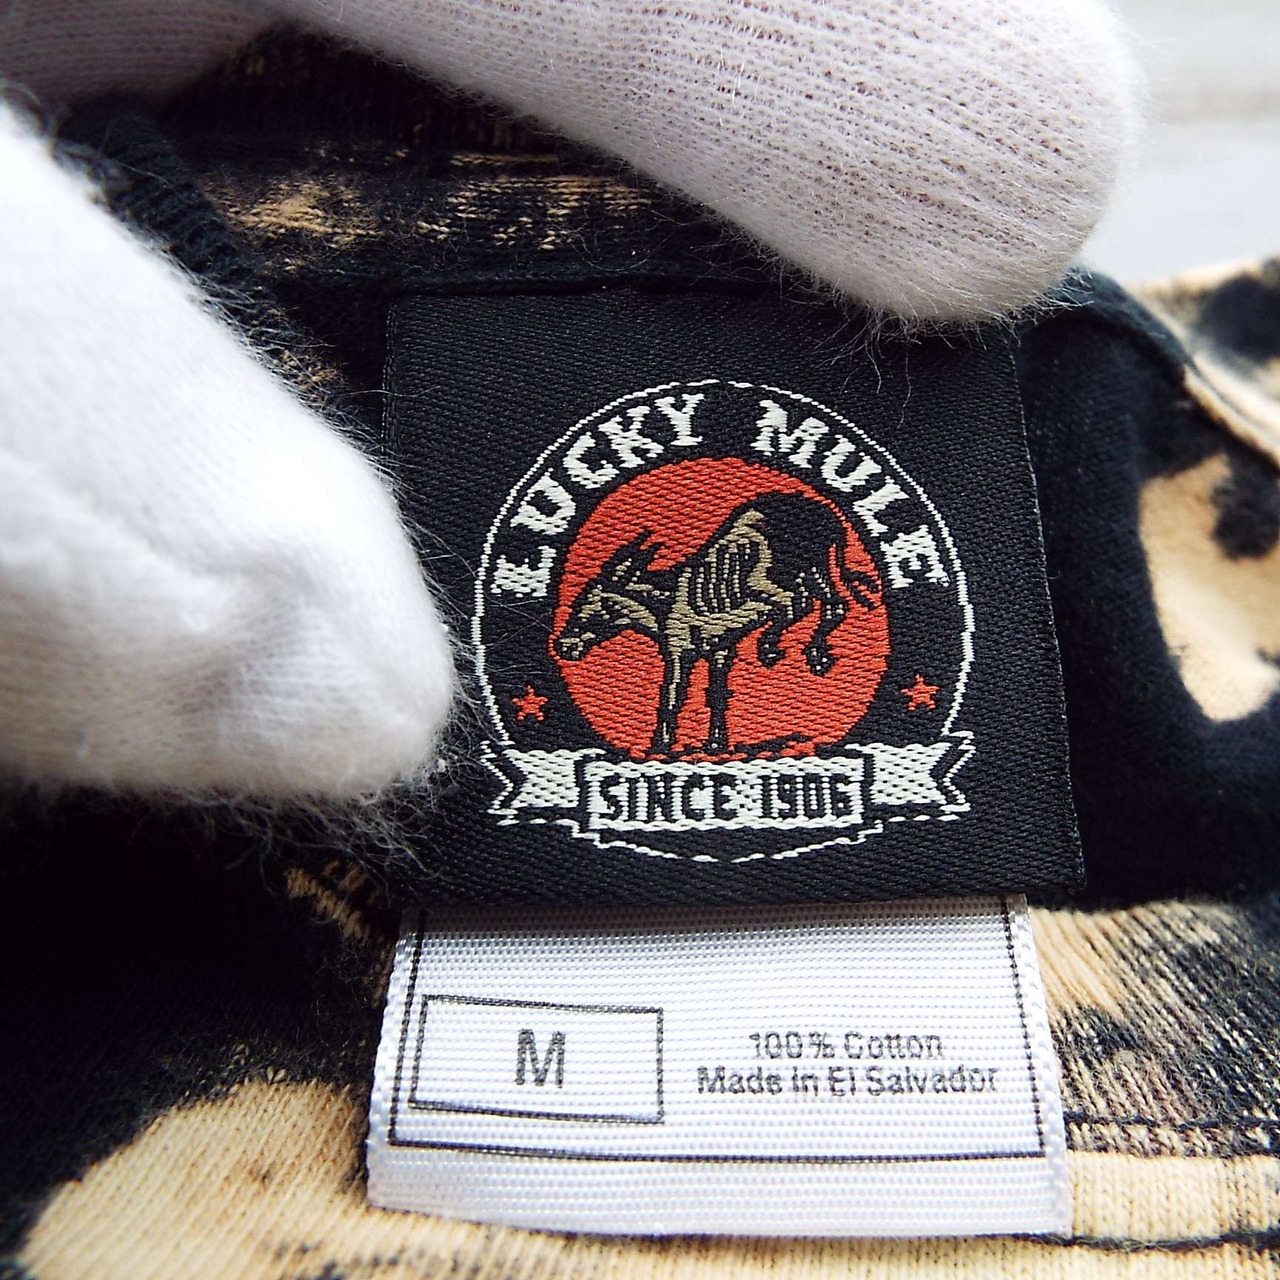 LUCKY MULE
SINCE 1906
M
100% Cotton
Made in El Salvador